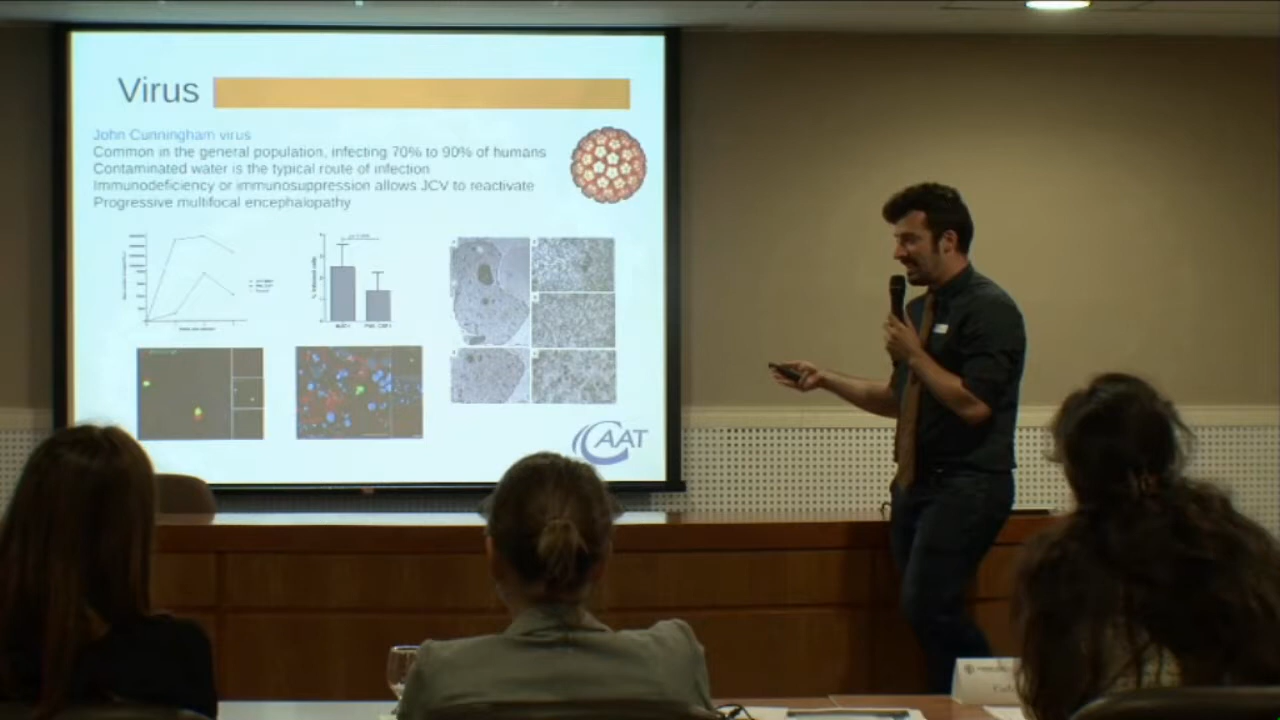 Virus
John Cunningham virus
Common in the general population, infecting 70% to 90% of humans
Contaminated water is the typical route of infection
Immunodeficiency or immunosuppression allows JCV to reactivate
Progressive multifocal encephalopathy
CAAT